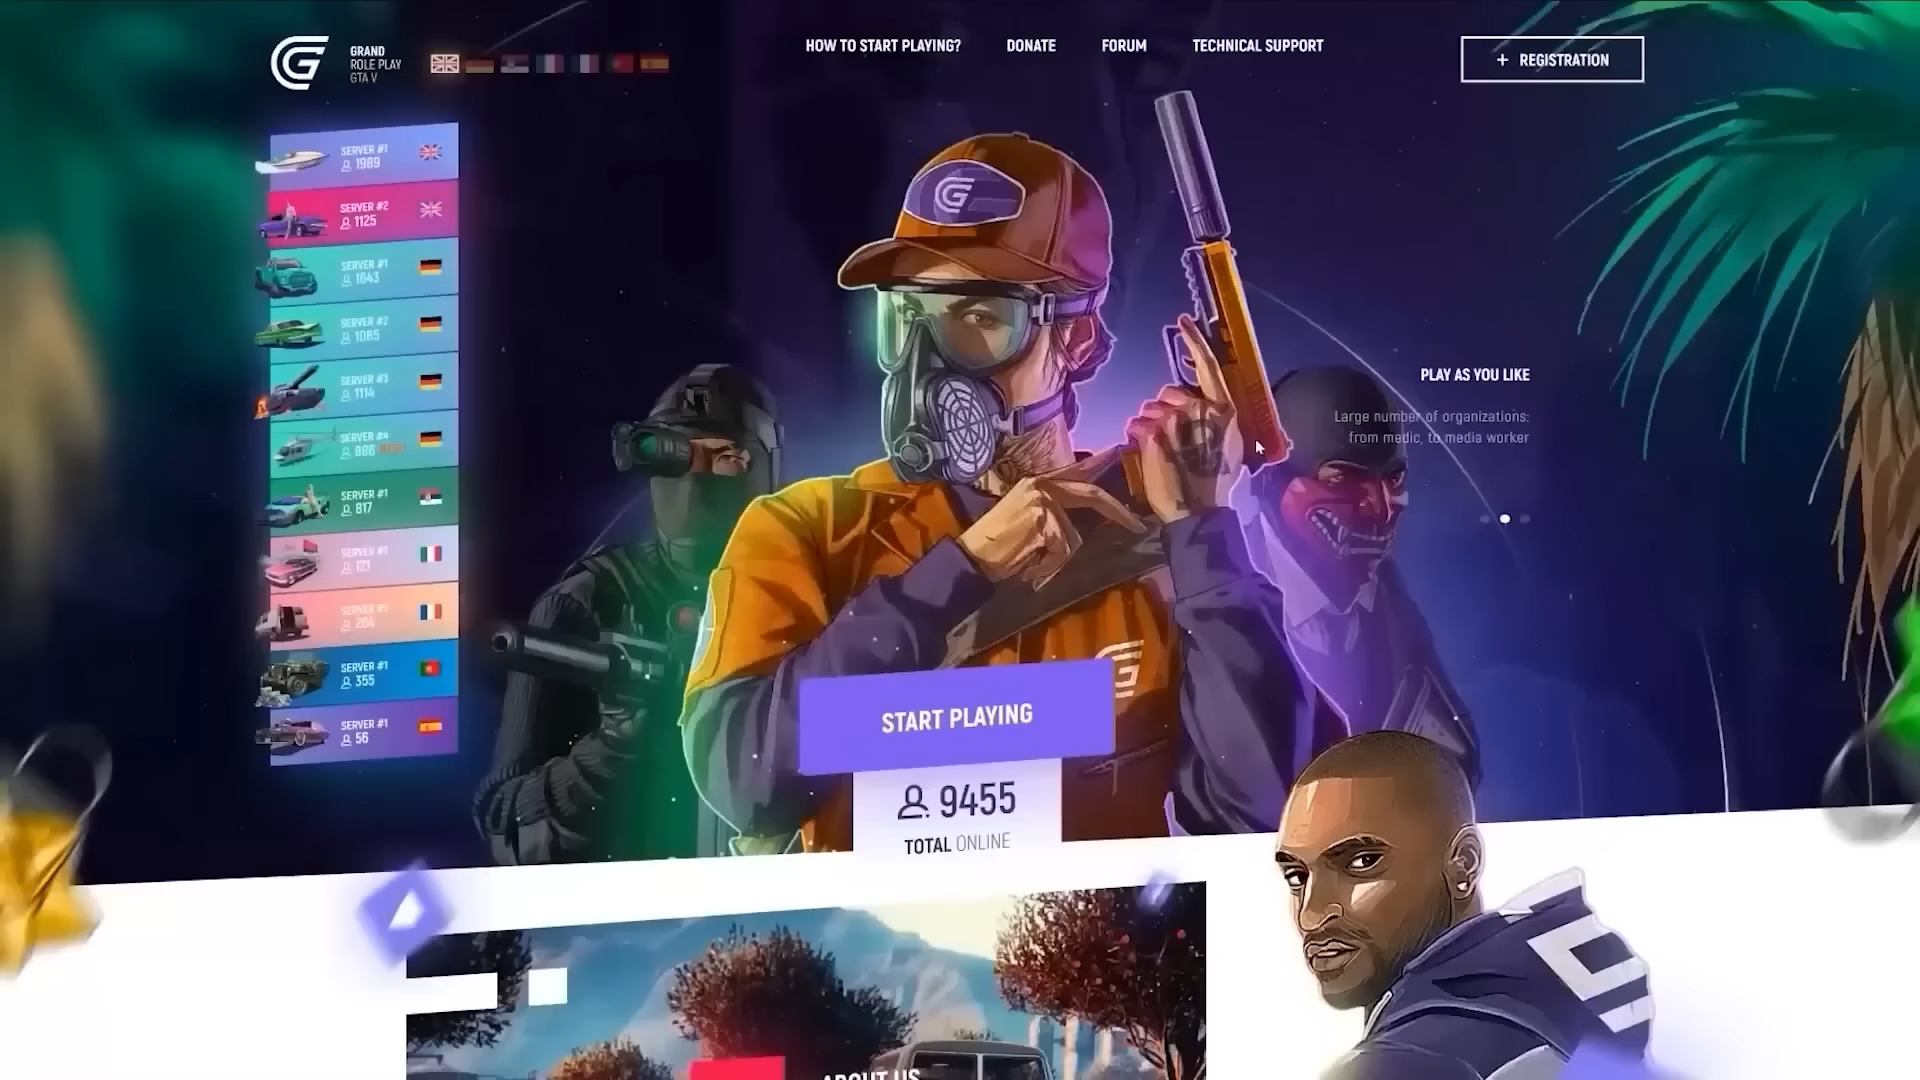 GRAND
ROLE PLAY
GTA V
HOW TO START PLAYING?
DONATE
FORUM
TECHNICAL SUPPORT
+ REGISTRATION
SERVER #1
1989
SERVER #2
1125
SERVER #1
1643
SERVER #2
1085
SERVER #3
1114
SERVER #4
886 NEW!
SERVER #1
817
SERVER #1
121
SERVER #1
264
SERVER #1
355
SERVER #1
56
PLAY AS YOU LIKE
Large number of organizations:
from medic, to media worker
START PLAYING
9455
TOTAL ONLINE
ABOUT US